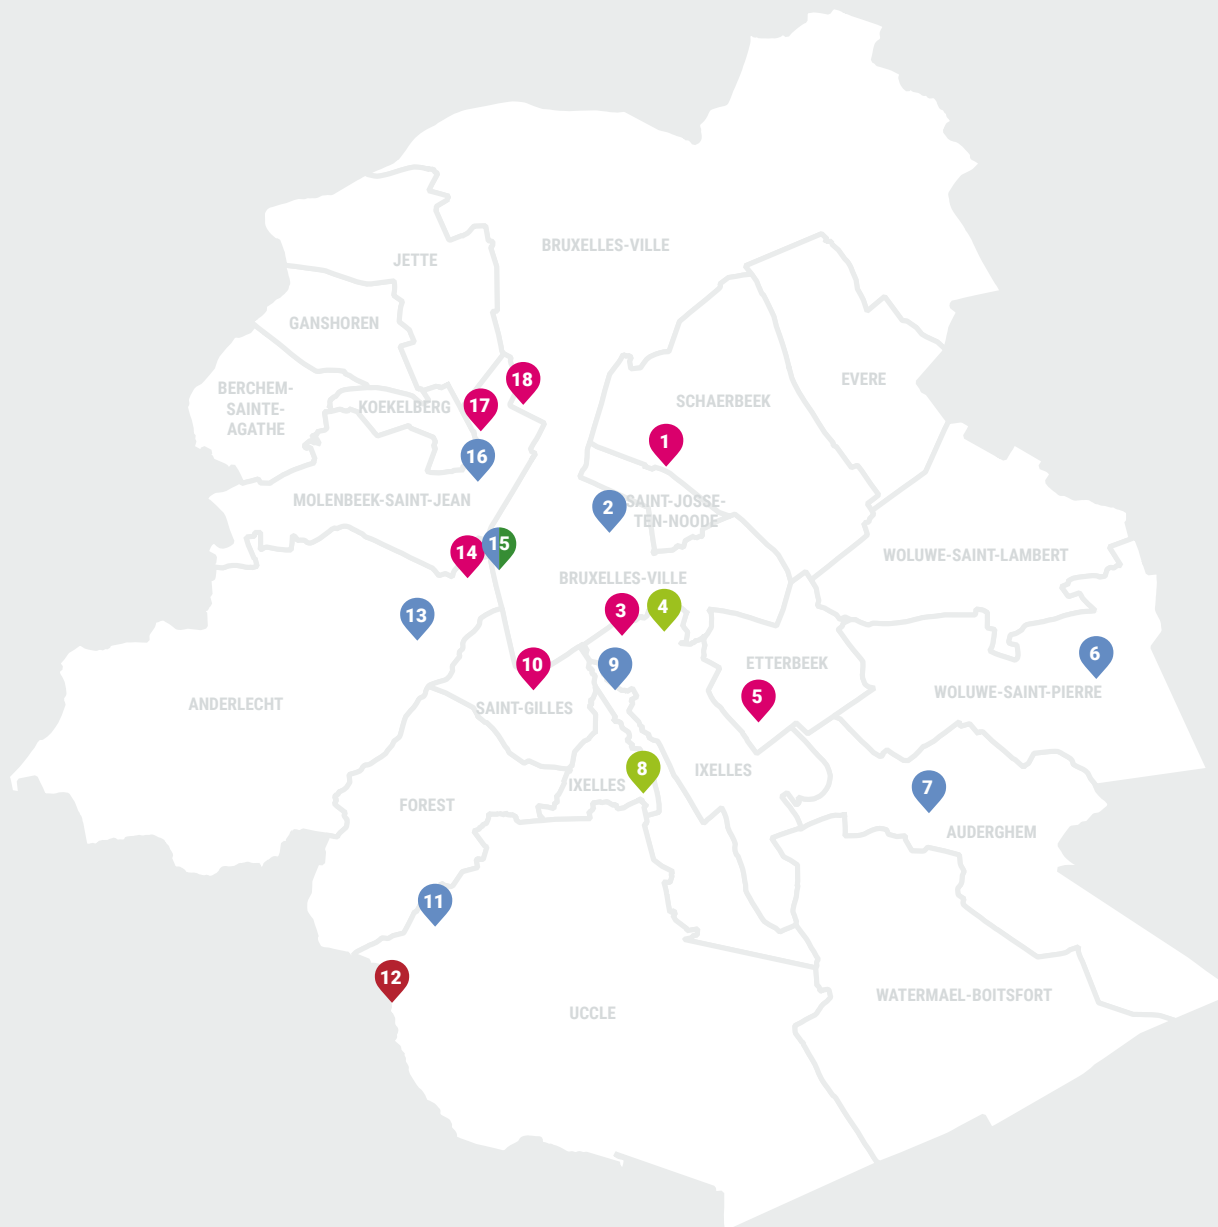 BRUXELLES-VILLE
JETTE
GANSHOREN
BERCHEM-
SAINTE-
AGATHE
KOEKELBERG
18
17
16
EVERE
SCHAERBEEK
1
MOLENBEEK-SAINT-JEAN
2
SAINT-JOSSE-
TEN-NOODE
14
15
WOLUWE-SAINT-LAMBERT
BRUXELLES-VILLE
13
3
4
10
9
ETTERBEEK
6
5
WOLUWE-SAINT-PIERRE
ANDERLECHT
SAINT-GILLES
8
IXELLES
IXELLES
7
FOREST
AUDERGHEM
11
12
WATERMAEL-BOITSFORT
UCCLE